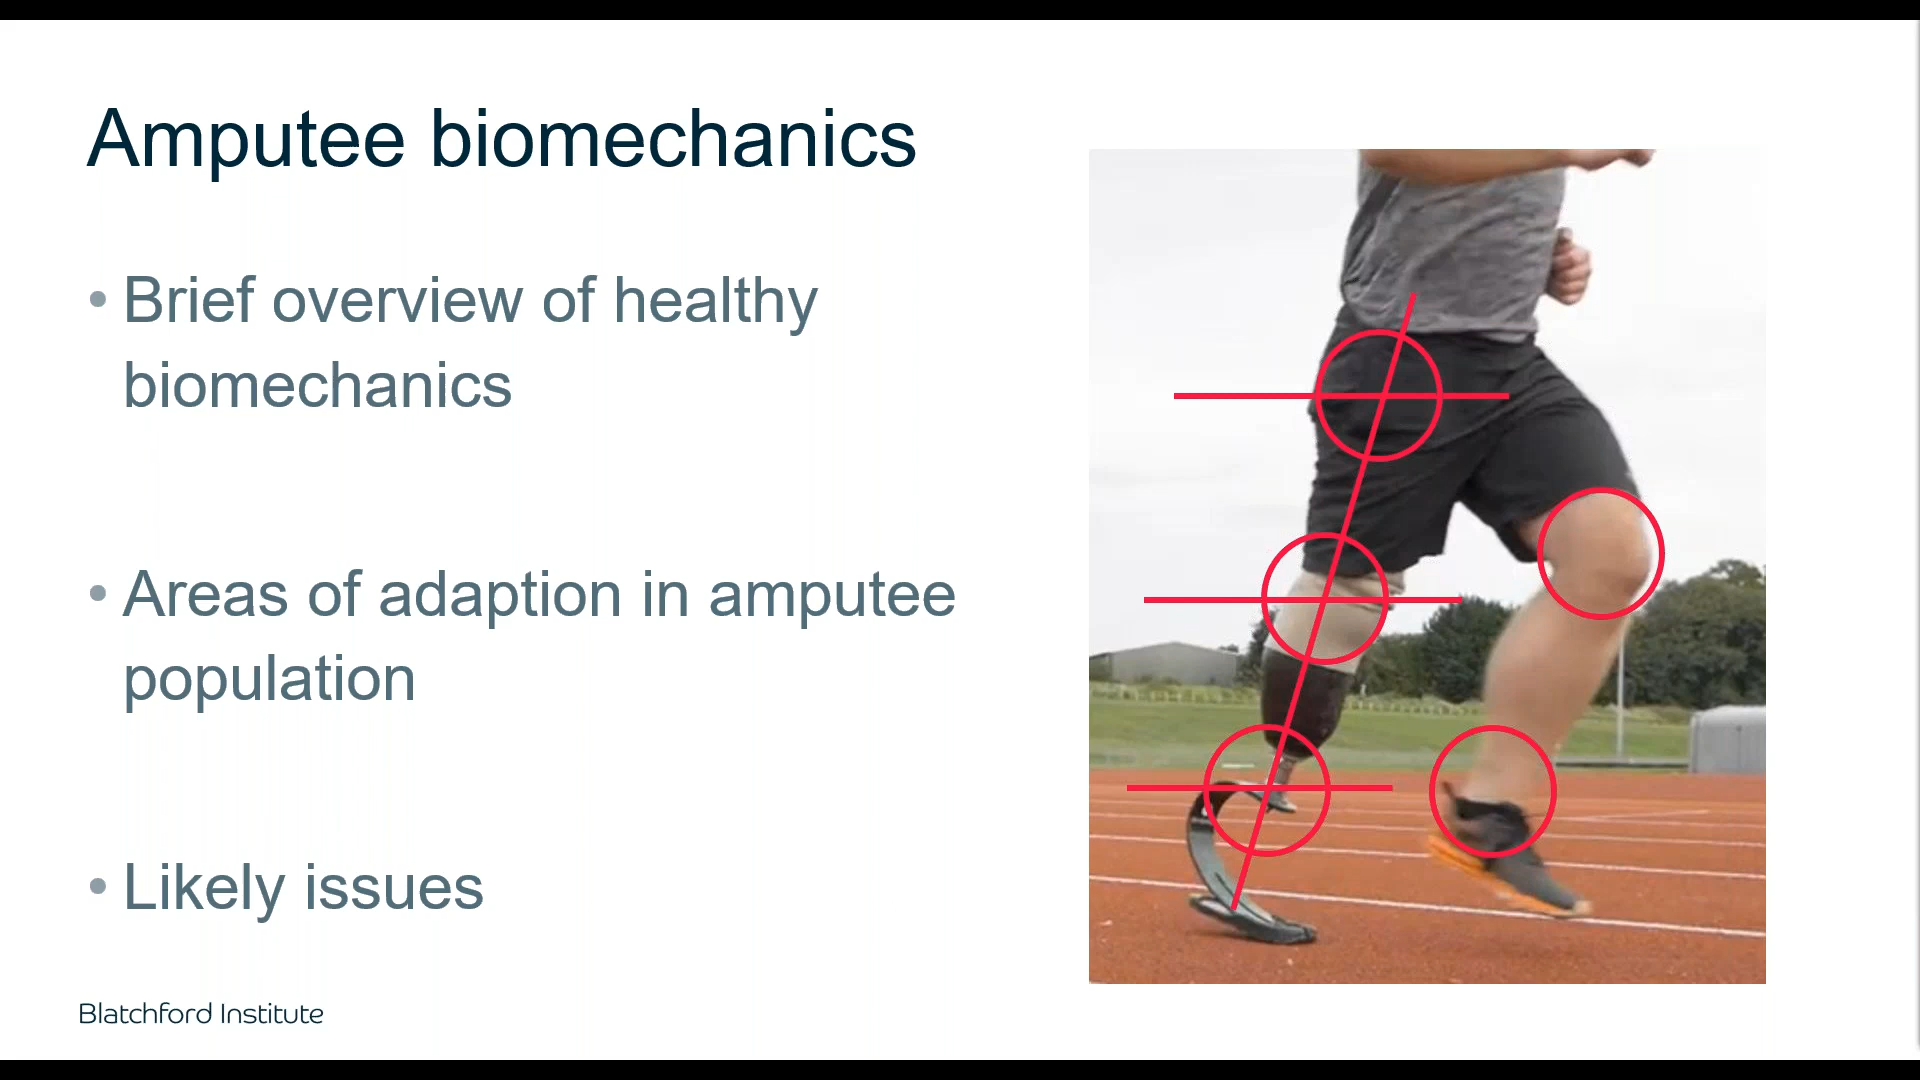 Amputee biomechanics
• Brief overview of healthy
biomechanics
• Areas of adaption in amputee
population
• Likely issues
Blatchford Institute